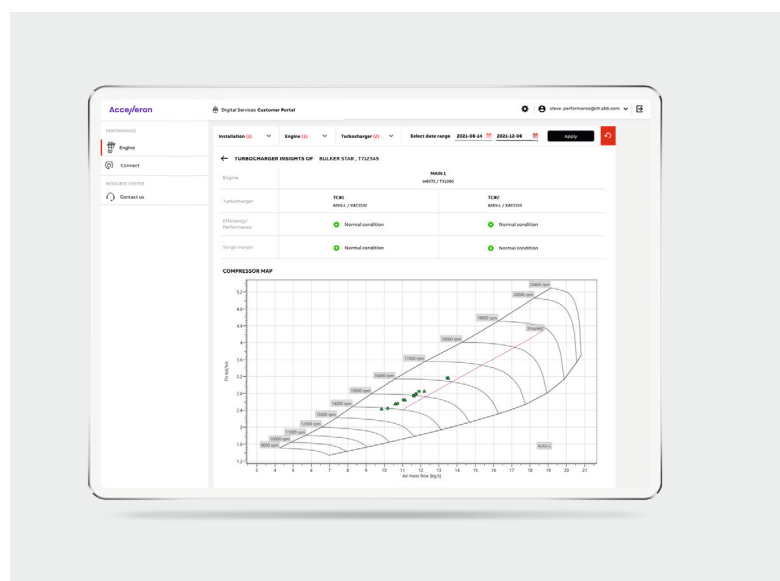 Acce//eron
Digital Services Customer Portal
steve.performance@ch.abb.com
PERFORMANCE
Engine
Connect
RESOURCE CENTER
Contact us
Installation (1) Engine (1) Turbocharger (2) Select date range 2021-08-14 2021-12-06 Apply
TURBOCHARGER INSIGHTS OF BULKER STAR, T712345
Engine MAIN 1
Turbocharger TC#1 TC#2
A265-L / A265-L /
Efficiency/
Performance
Normal condition Normal condition
Surge margin Normal condition Normal condition
COMPRESSOR MAP
20400 rpm
20000 rpm
5.2
4.8
19000 rpm
4.4
Propeller
18000 rpm
4
17000 rpm
3.6
16000 rpm
3.2
15000 rpm
2.8
14000 rpm
2.4
13000 rpm
12000 rpm
2
11000 rpm
10000 rpm
1.6
9000 rpm
A265-L
1.2
3 4 5 6 7 8 9 10 11 12 13 14 15 16 17 18 19 20 21
Air mass flow [kg/s]